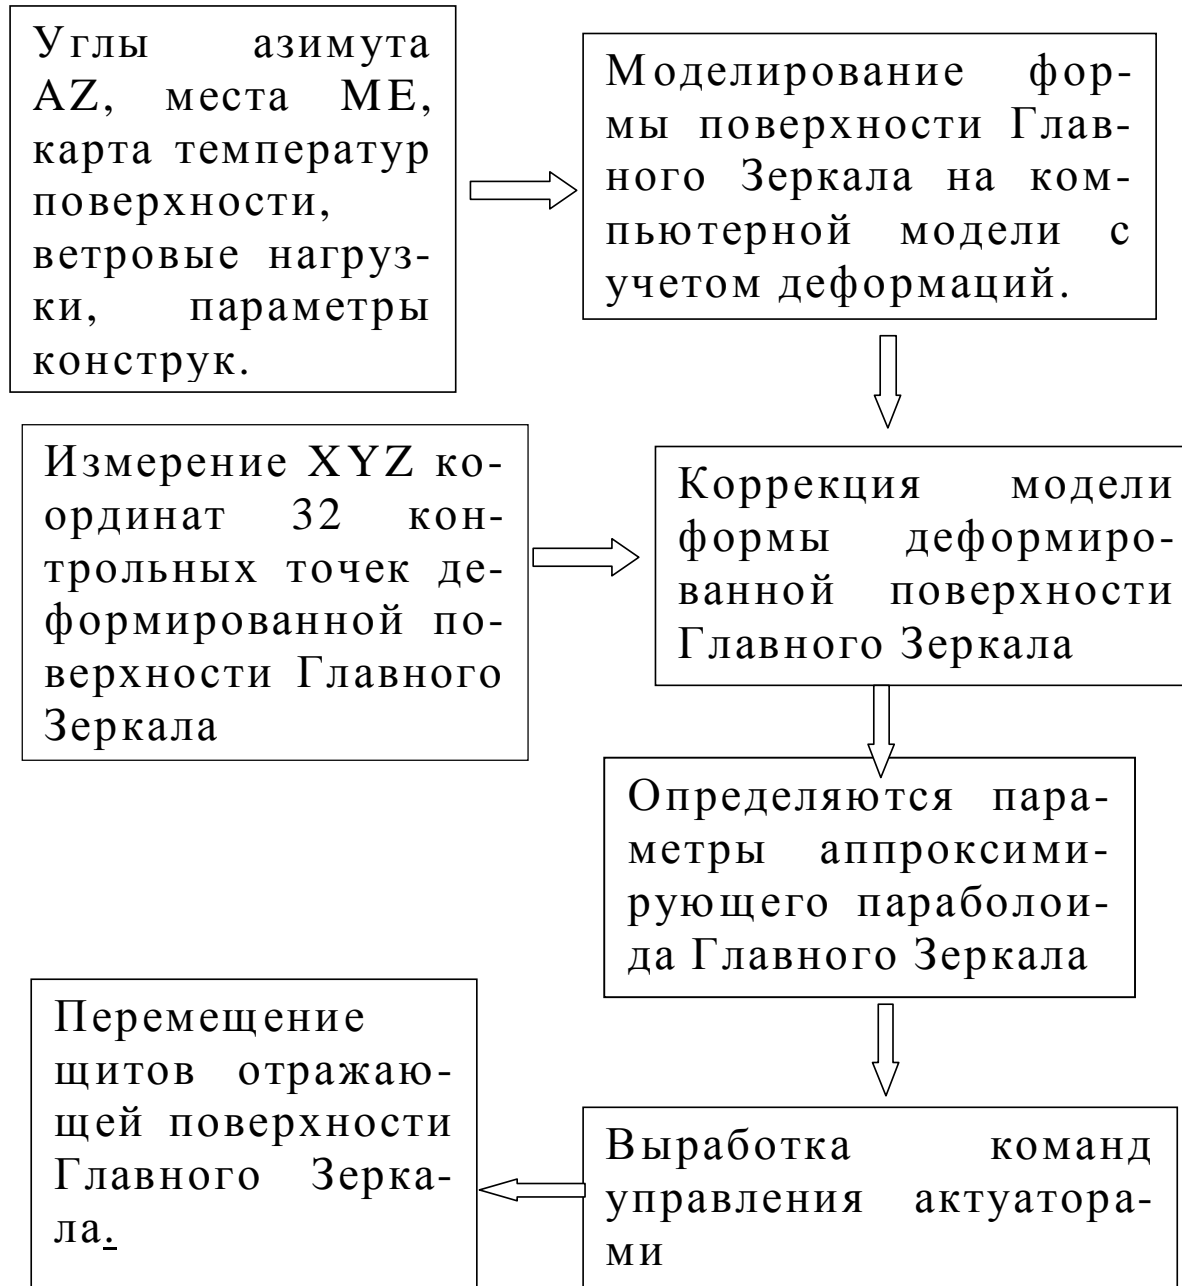 Углы азимута
AZ, места ME,
карта температур
поверхности,
ветровые нагруз-
ки, параметры
конструк.
Моделирование фор-
мы поверхности Глав-
ного Зеркала на ком-
пьютерной модели с
учетом деформаций.
Измерение XYZ ко-
ординат 32 кон-
трольных точек де-
формированной по-
верхности Главного
Зеркала
Коррекция модели
формы деформиро-
ванной поверхности
Главного Зеркала
Определяются пара-
метры аппроксими-
рующего параболои-
да Главного Зеркала
Выработка команд
управления актуатора-
ми
Перемещение
щитов отражаю-
щей поверхности
Главного Зерка-
ла.